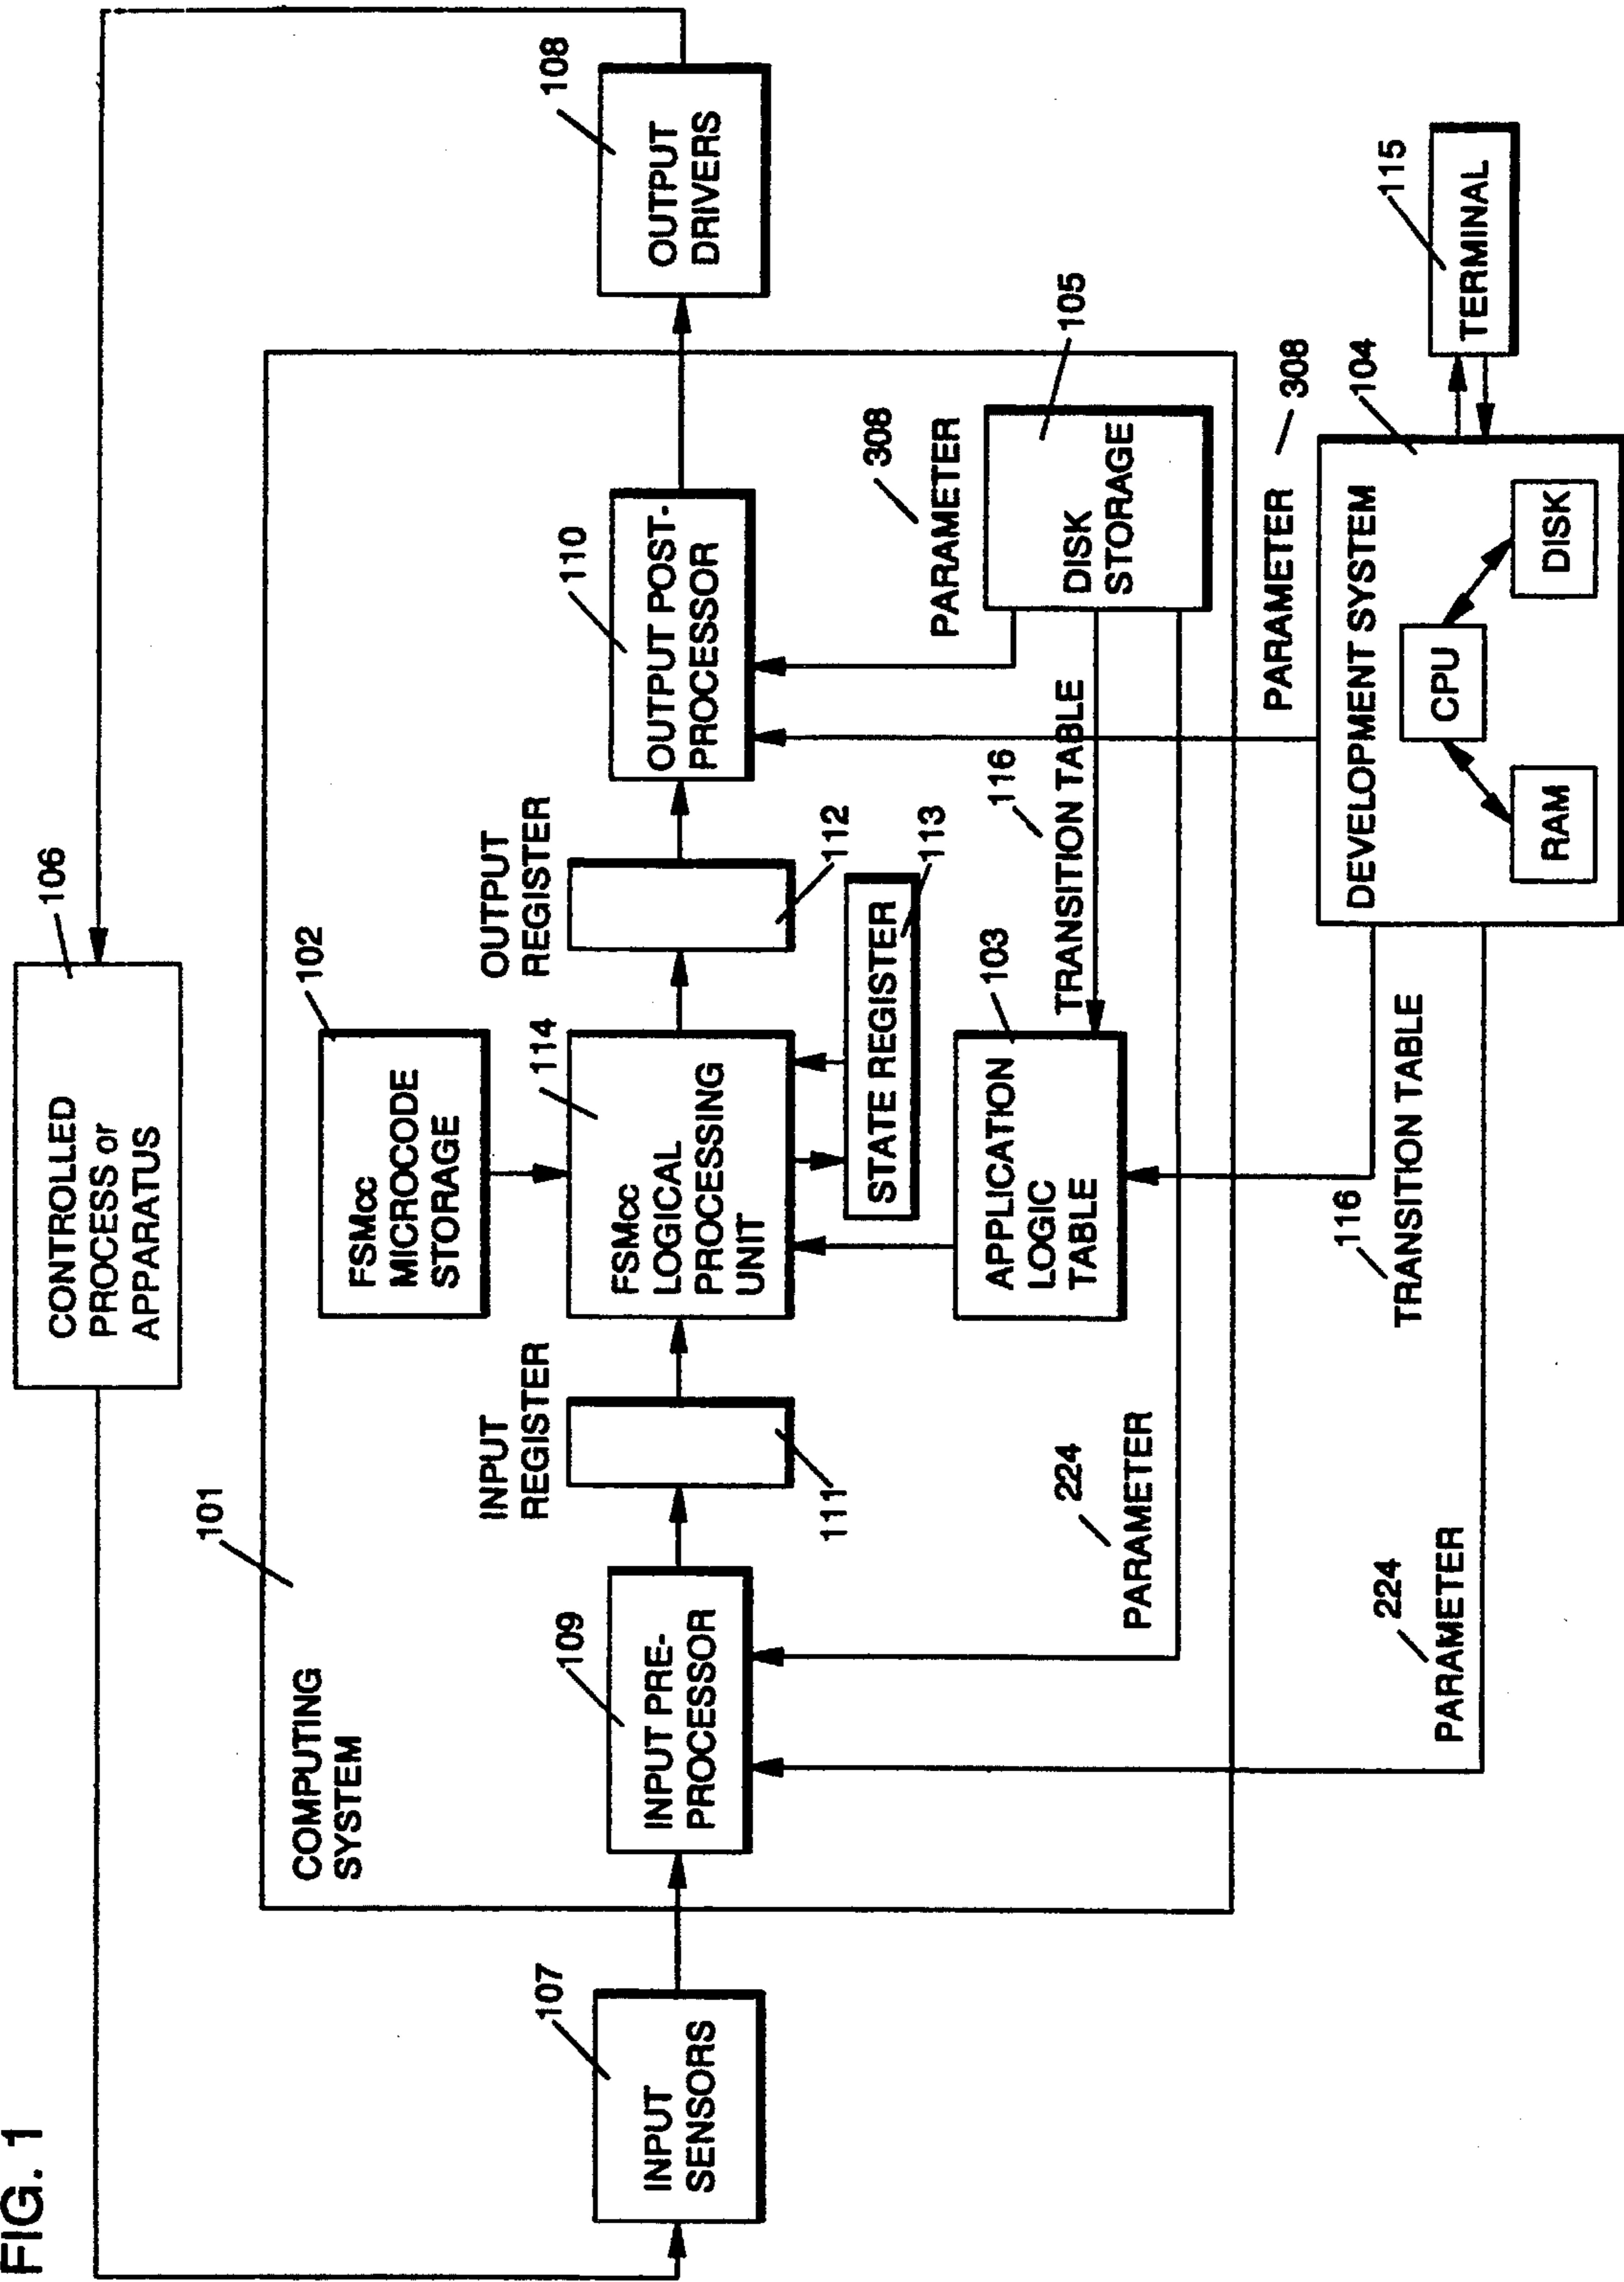 FIG. 1
106
CONTROLLED
PROCESS or
APPARATUS
101
COMPUTING
SYSTEM
102
FSMcc
MICROCODE
STORAGE
107
INPUT
SENSORS
109
INPUT PRE-
PROCESSOR
INPUT
REGISTER
111
114
FSMcc
LOGICAL
PROCESSING
UNIT
OUTPUT
REGISTER
112
110
OUTPUT POST-
PROCESSOR
108
OUTPUT
DRIVERS
STATE REGISTER
113
103
APPLICATION
LOGIC
TABLE
116
TRANSITION TABLE
308
PARAMETER
105
DISK
STORAGE
224
PARAMETER
224
PARAMETER
116
TRANSITION TABLE
PARAMETER
308
104
DEVELOPMENT SYSTEM
RAM
CPU
DISK
115
TERMINAL